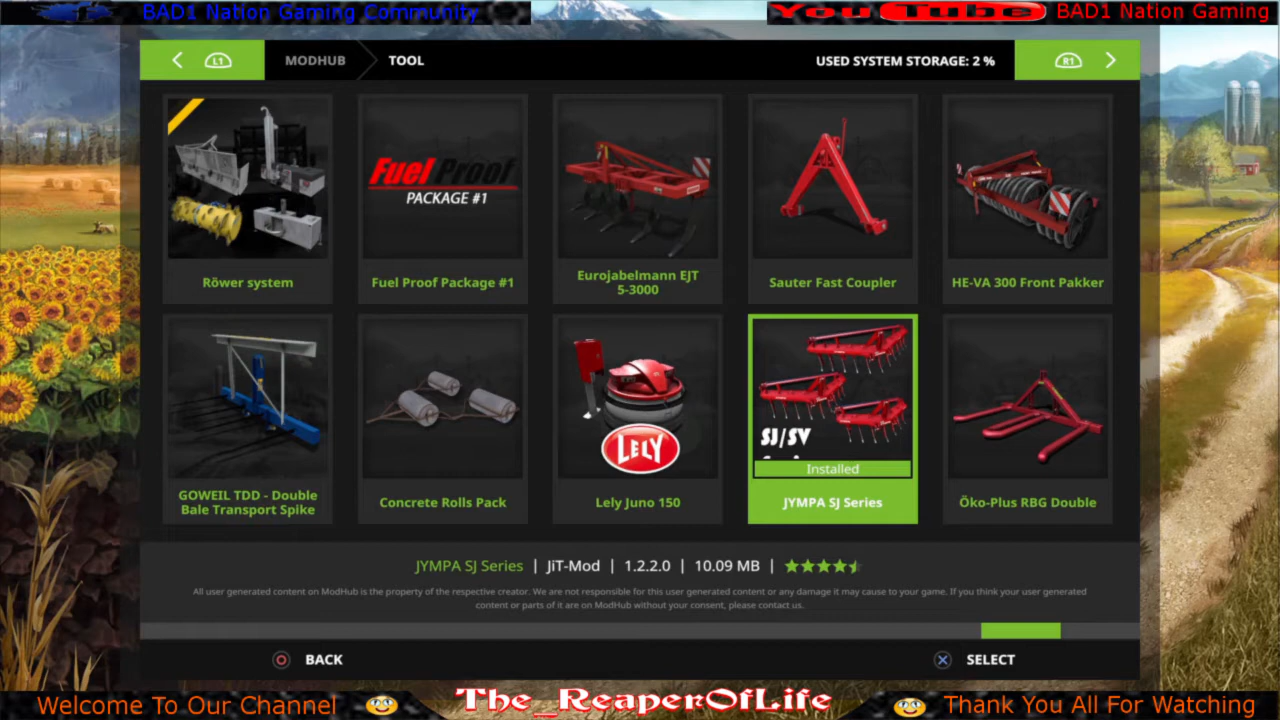 BAD1 Nation Gaming Community
YouTube BAD1 Nation Gaming
L1 MODHUB TOOL USED SYSTEM STORAGE: 2 % R1
Fuel Proof
PACKAGE #1
Röwer system
Fuel Proof Package #1
Eurojabelmann EJT
5-3000
Sauter Fast Coupler
HE-VA 300 Front Pakker
LELY
SJ/SV
Installed
GOWEIL TDD - Double
Bale Transport Spike
Concrete Rolls Pack
Lely Juno 150
JYMPA SJ Series
Öko-Plus RBG Double
JYMPA SJ Series | JiT-Mod | 1.2.2.0 | 10.09 MB |
All user generated content on ModHub is the property of the respective creator. We are not responsible for this user generated content or any damage it may cause to your game. If you think your user generated
content or parts of it are on ModHub without your consent, please contact us.
BACK SELECT
Welcome To Our Channel The_ReaperOfLife Thank You All For Watching